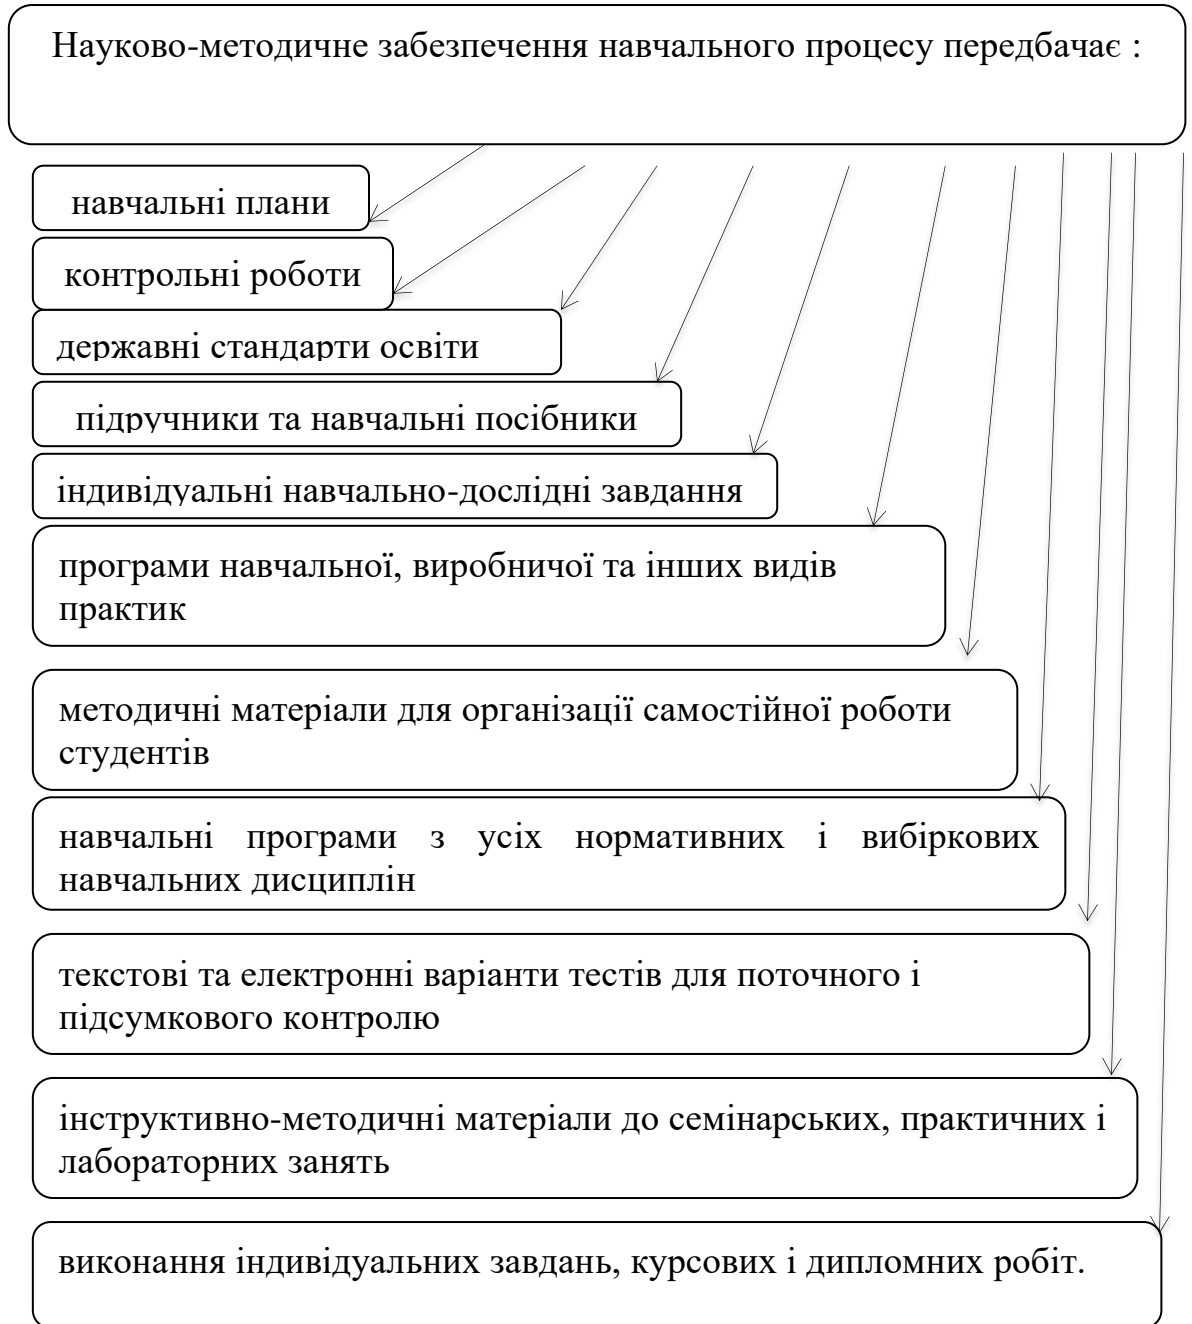 Науково-методичне забезпечення навчального процесу передбачає :
навчальні плани
контрольні роботи
державні стандарти освіти
підручники та навчальні посібники
індивідуальні навчально-дослідні завдання
програми навчальної, виробничої та інших видів
практик
методичні матеріали для організації самостійної роботи
студентів
навчальні програми з усіх нормативних і вибіркових
навчальних дисциплін
текстові та електронні варіанти тестів для поточного і
підсумкового контролю
інструктивно-методичні матеріали до семінарських, практичних і
лабораторних занять
виконання індивідуальних завдань, курсових і дипломних робіт.